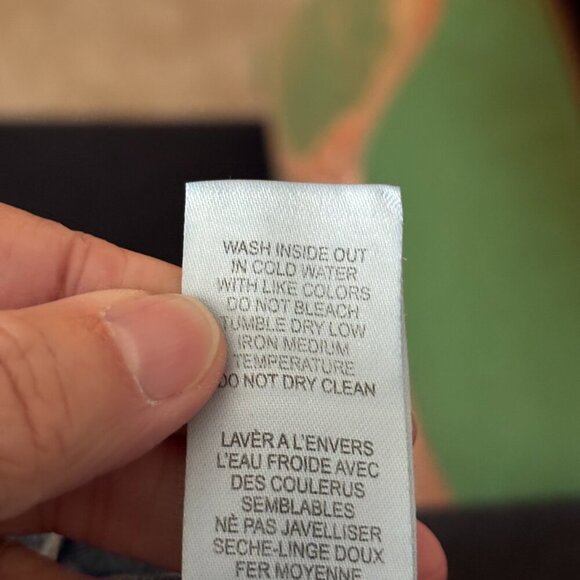 WASH INSIDE OUT
IN COLD WATER
WITH LIKE COLORS
DO NOT BLEACH
TUMBLE DRY LOW
IRON MEDIUM
TEMPERATURE
DO NOT DRY CLEAN
LAVÈR A L'ENVERS
L'EAU FROIDE AVEC
DES COULERUS
SEMBLABLES
NÈ PAS JAVELLISER
SECHE-LINGE DOUX
FER MOYENNE